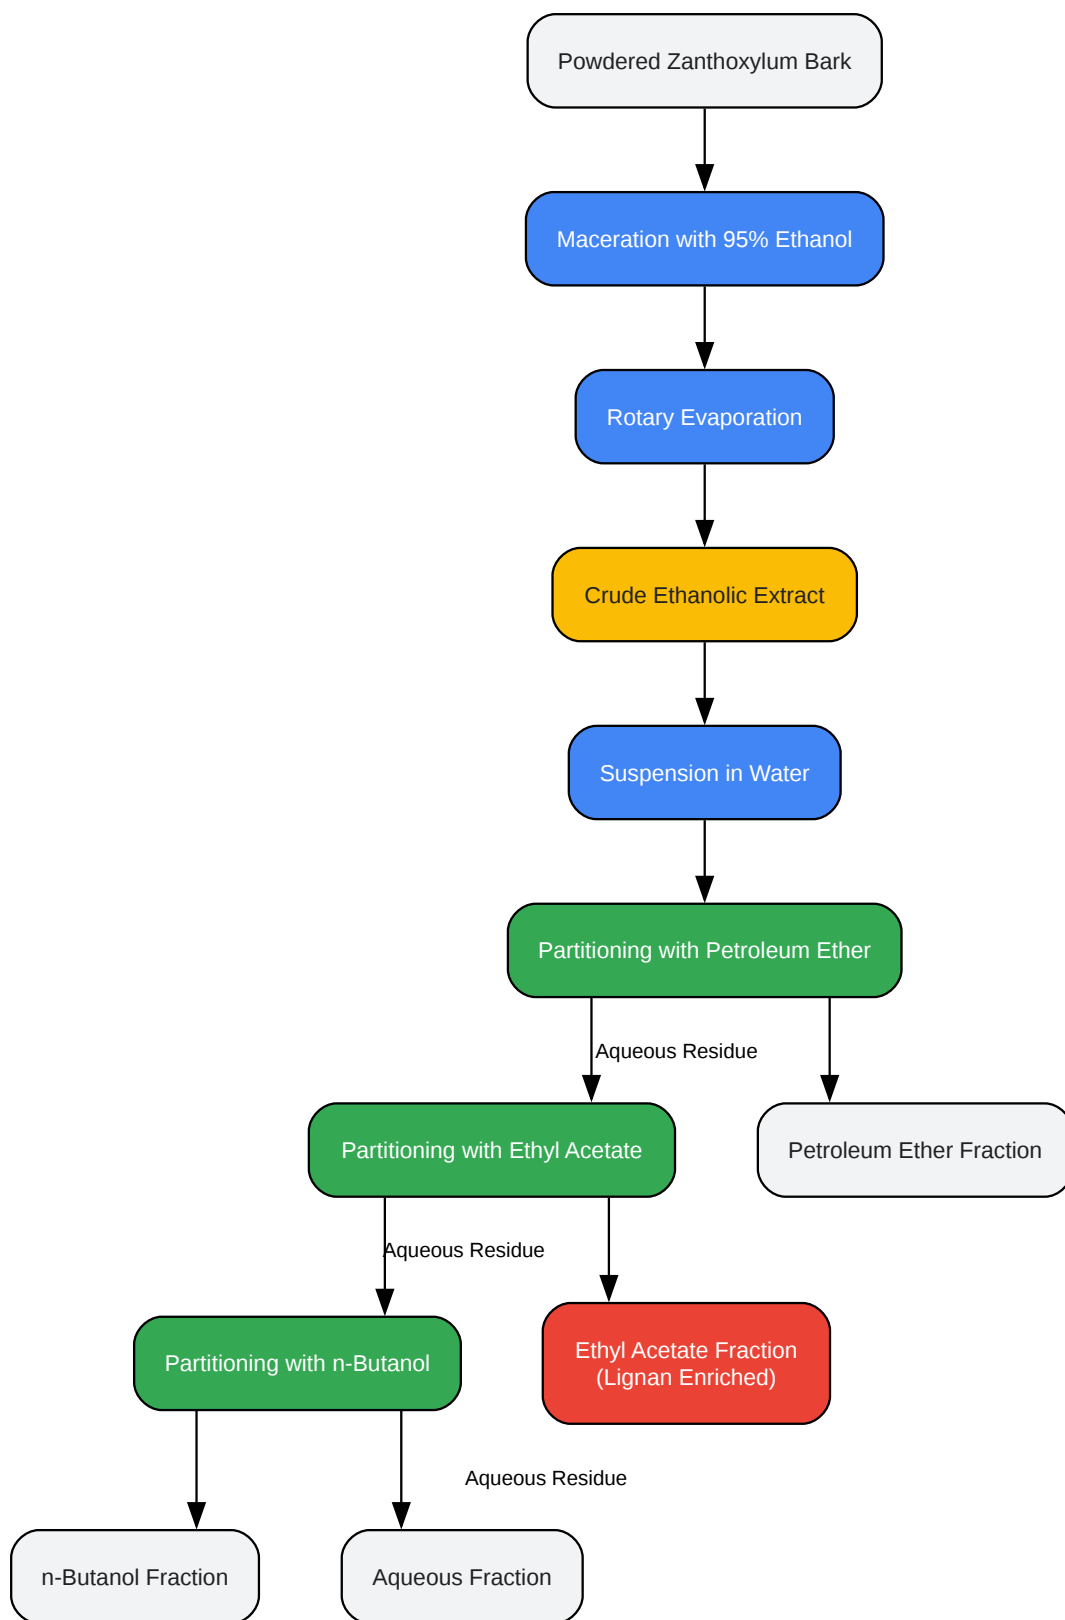 Powdered Zanthoxylum Bark
Maceration with 95% Ethanol
Rotary Evaporation
Crude Ethanolic Extract
Suspension in Water
Partitioning with Petroleum Ether
Aqueous Residue
Partitioning with Ethyl Acetate
Petroleum Ether Fraction
Aqueous Residue
Partitioning with n-Butanol
Ethyl Acetate Fraction
(Lignan Enriched)
Aqueous Residue
n-Butanol Fraction
Aqueous Fraction